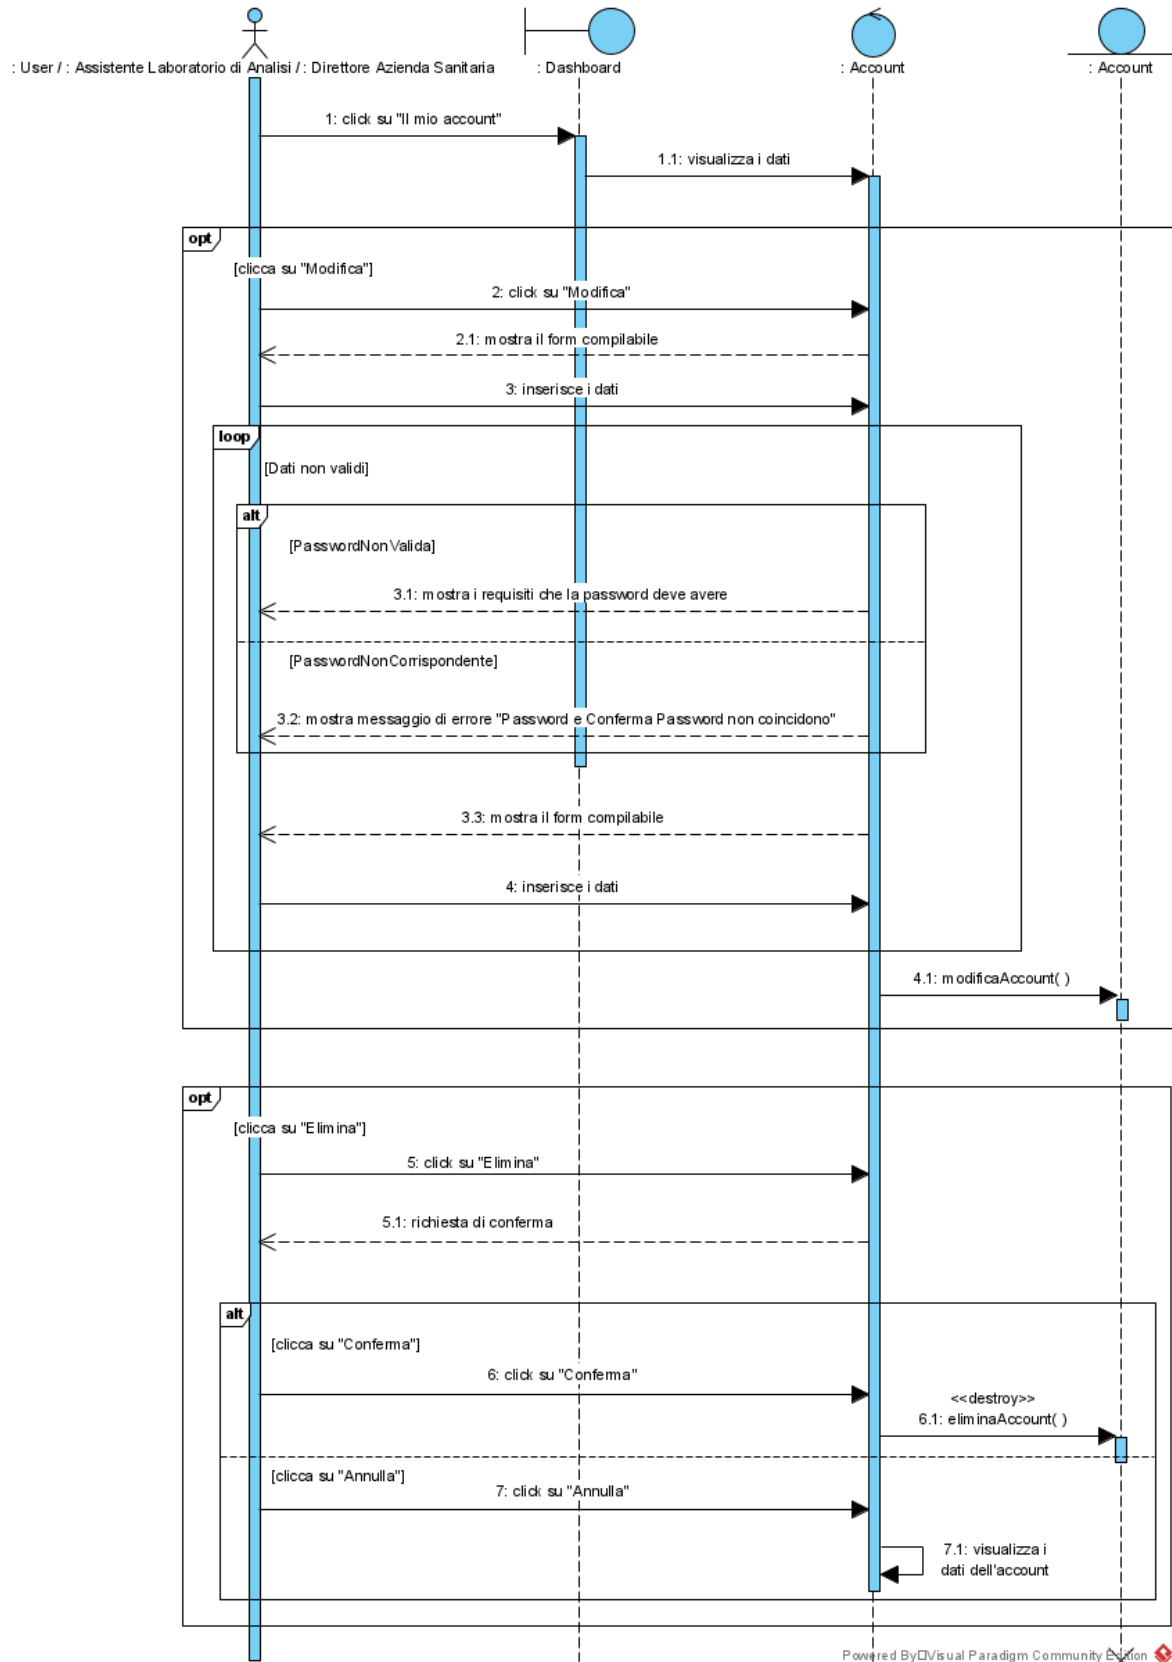 : User / : Assistente Laboratorio di Analisi / : Direttore Azienda Sanitaria
: Dashboard
: Account
: Account
1: click su "Il mio account"
1.1: visualizza i dati
opt
[clicca su "Modifica"]
2: click su "Modifica"
2.1: mostra il form compilabile
3: inserisce i dati
loop
[Dati non validi]
alt
[PasswordNonValida]
3.1: mostra i requisiti che la password deve avere
[PasswordNonCorrispondente]
3.2: mostra messaggio di errore "Password e Conferma Password non coincidono"
3.3: mostra il form compilabile
4: inserisce i dati
4.1: modificaAccount( )
opt
[clicca su "Elimina"]
5: click su "Elimina"
5.1: richiesta di conferma
alt
[clicca su "Conferma"]
6: click su "Conferma"
<<destroy>>
6.1: eliminaAccount( )
[clicca su "Annulla"]
7: click su "Annulla"
7.1: visualizza i
dati dell'account
Powered By Visual Paradigm Community Edition